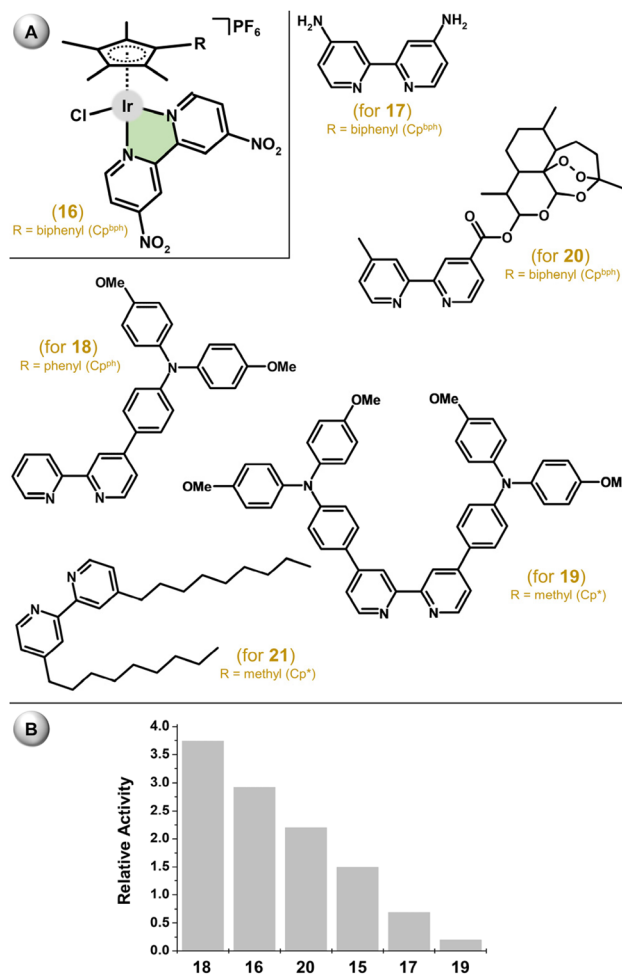 A
R
PF6
Cl
Ir
N
N
NO2
NO2
(16)
R = biphenyl (Cpbph)
NH2
NH2
N
N
(for 17)
R = biphenyl (Cpbph)
O
O
O
O
O
O
N
N
(for 20)
R = biphenyl (Cpbph)
MeO
(for 18)
R = phenyl (Cpph)
N
OMe
N
N
OMe
MeO
OMe
N
N
OMe
N
N
(for 19)
R = methyl (Cp*)
N
N
(for 21)
R = methyl (Cp*)
B
Relative Activity
4.0
3.5
3.0
2.5
2.0
1.5
1.0
0.5
0.0
18 16 20 15 17 19